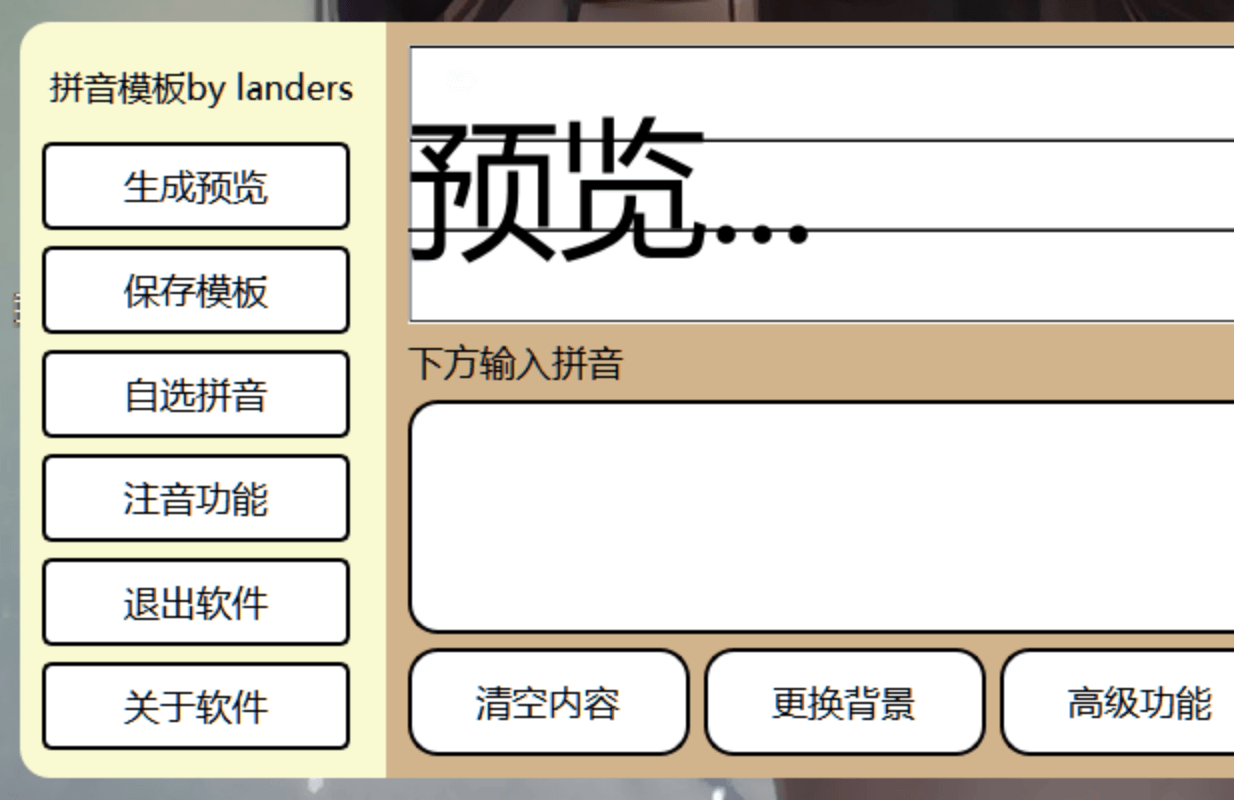 拼音模板by landers
生成预览
保存模板
自选拼音
注音功能
退出软件
关于软件
预览...
下方输入拼音
清空内容
更换背景
高级功能